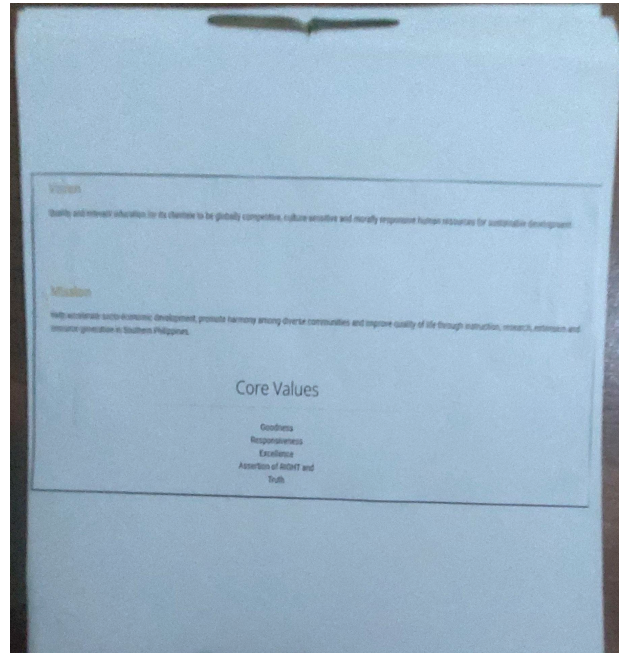 Vision
Quality and relevant education for its clientele to be globally competitive, culture sensitive and morally responsive human resources for sustainable development.
Mission
Help accelerate socio-economic development, promote harmony among diverse communities and improve quality of life through instruction, research, extension and
resource generation in Southern Philippines.
Core Values
Goodness
Responsiveness
Excellence
Assertion of RIGHT and
Truth